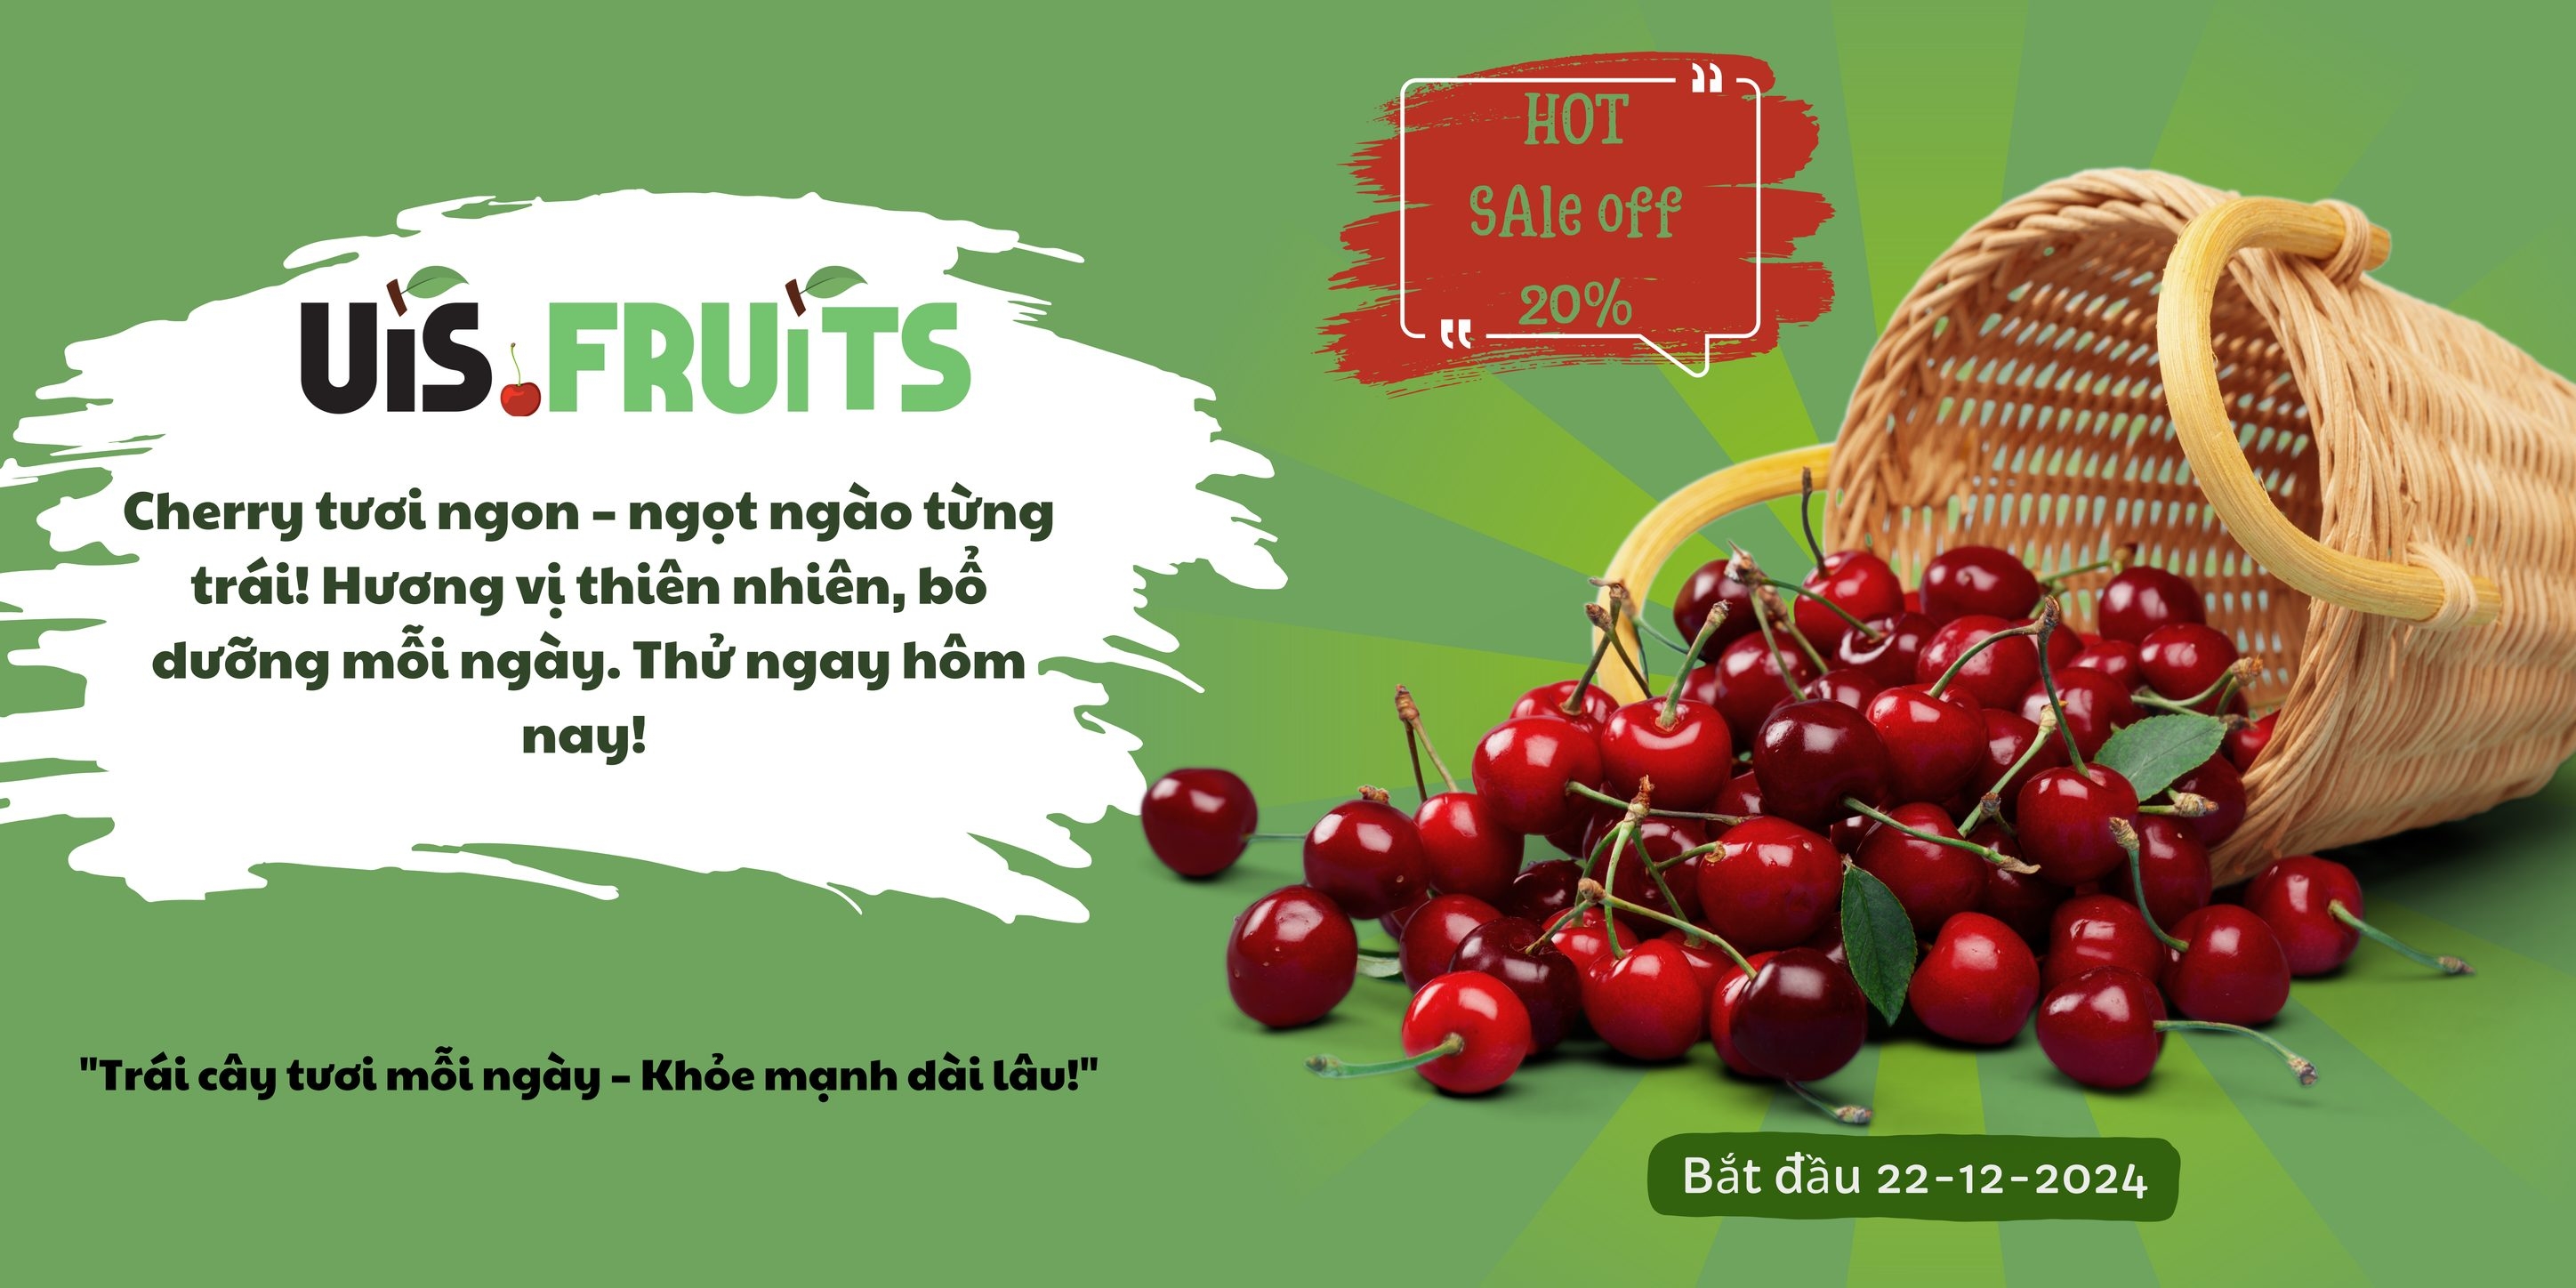 UiS.FRUiTS
Cherry tươi ngon – ngọt ngào từng
trái! Hương vị thiên nhiên, bổ
dưỡng mỗi ngày. Thử ngay hôm
nay!
"Trái cây tươi mỗi ngày – Khỏe mạnh dài lâu!"
HOT
SAle off
20%
Bắt đầu 22-12-2024